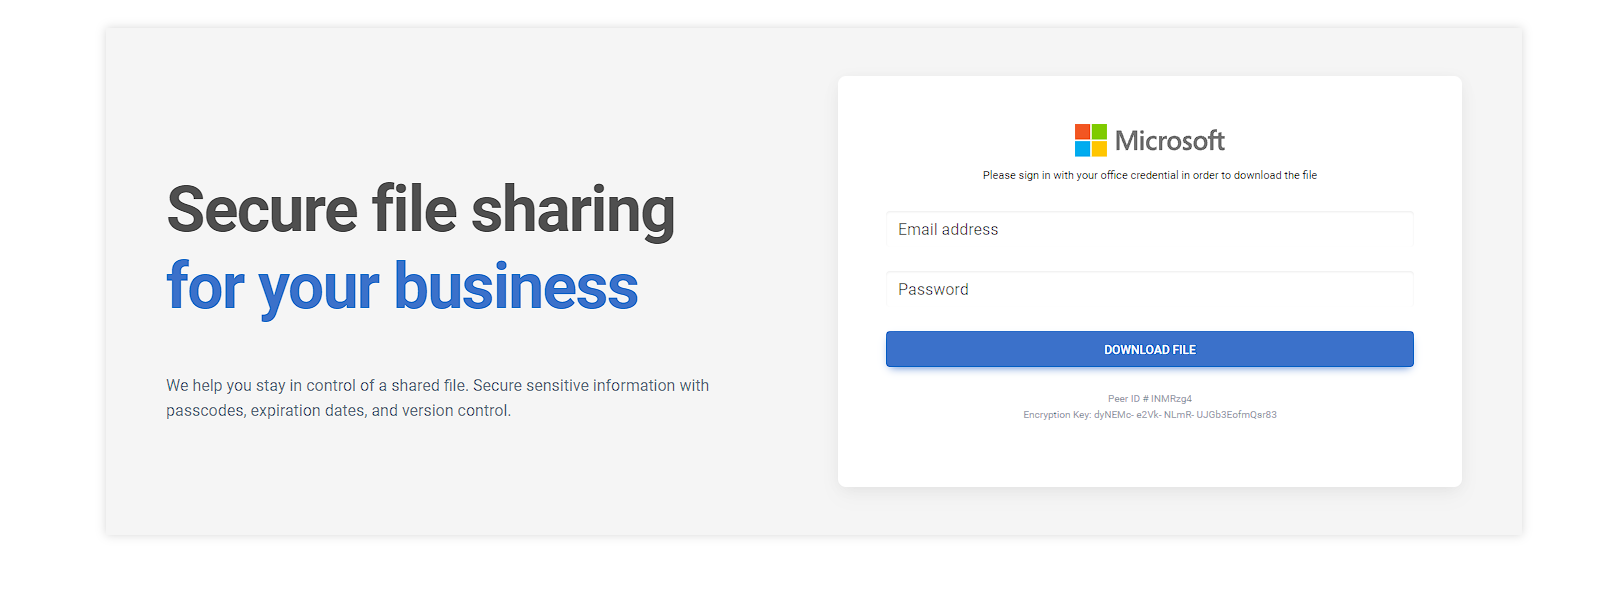 Secure file sharing
for your business
We help you stay in control of a shared file. Secure sensitive information with
passcodes, expiration dates, and version control.
Microsoft
Please sign in with your office credential in order to download the file
Email address
Password
DOWNLOAD FILE
Peer ID # INMRzg4
Encryption Key: dyNEMc- e2Vk- NLmR- UJGb3EofmQsr83